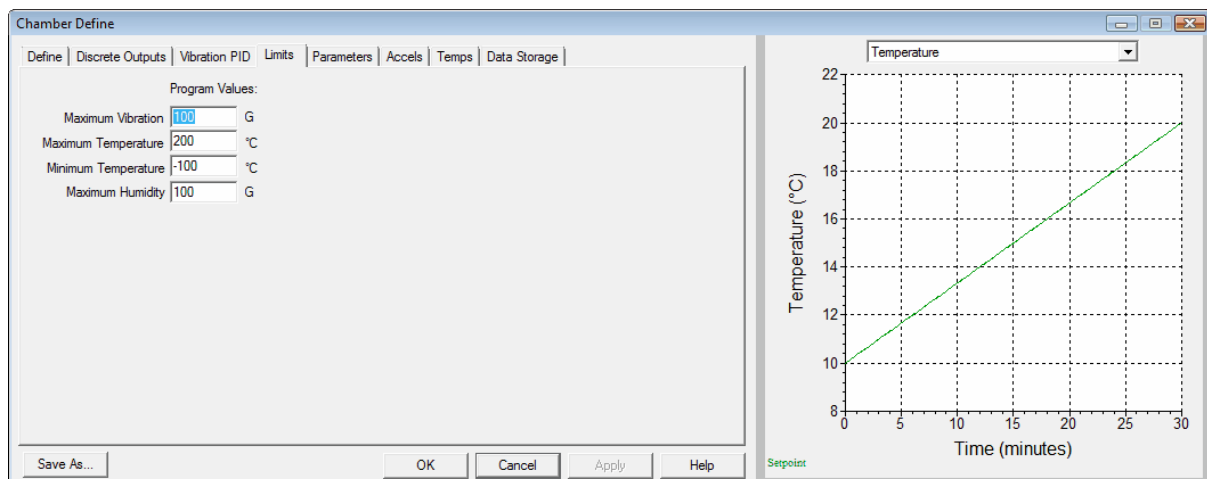 Chamber Define
Define Discrete Outputs Vibration PID Limits Parameters Accels Temps Data Storage
Program Values:
Maximum Vibration 100 G
Maximum Temperature 200 °C
Minimum Temperature -100 °C
Maximum Humidity 100 G
Save As... OK Cancel Apply Help
Temperature
22
20
18
16
14
12
10
8
Temperature (°C)
0 5 10 15 20 25 30
Time (minutes)
Setpoint